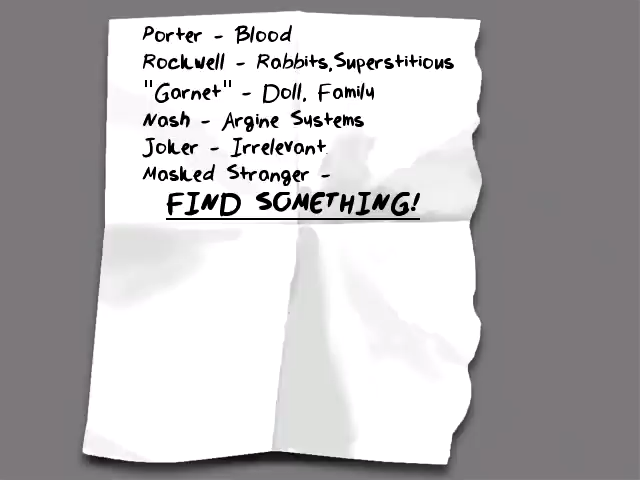 Porter - Blood
Rockwell - Rabbits, Superstitious
"Garnet" - Doll, Family
Nash - Argine Systems
Joker - Irrelevant
Masked Stranger -
FIND SOMETHING!